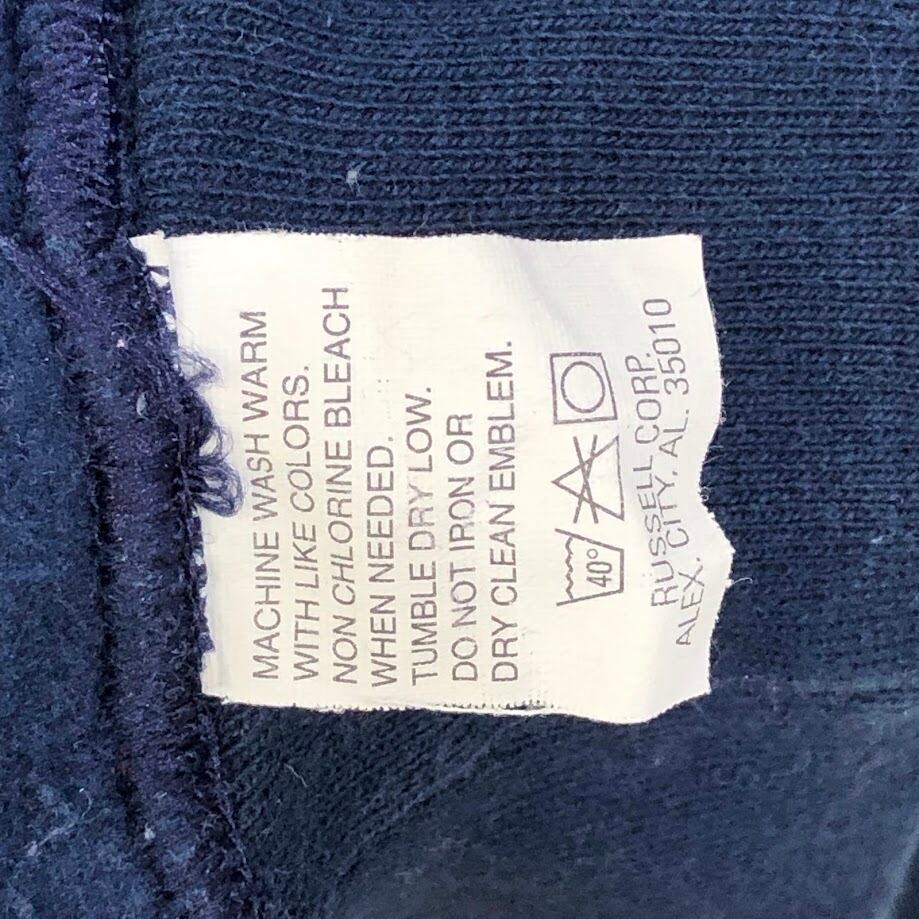 MACHINE WASH WARM
WITH LIKE COLORS.
NON CHLORINE BLEACH
WHEN NEEDED.
TUMBLE DRY LOW.
DO NOT IRON OR
DRY CLEAN EMBLEM.
40°
RUSSELL CORP.
ALEX. CITY, AL. 35010